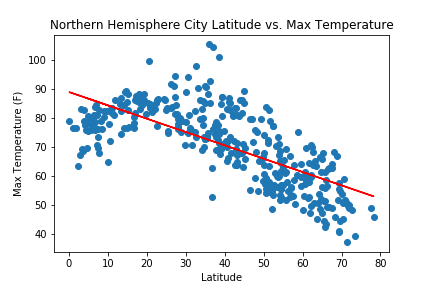 Northern Hemisphere City Latitude vs. Max Temperature
Max Temperature (F)
100
90
80
70
60
50
40
0 10 20 30 40 50 60 70 80
Latitude